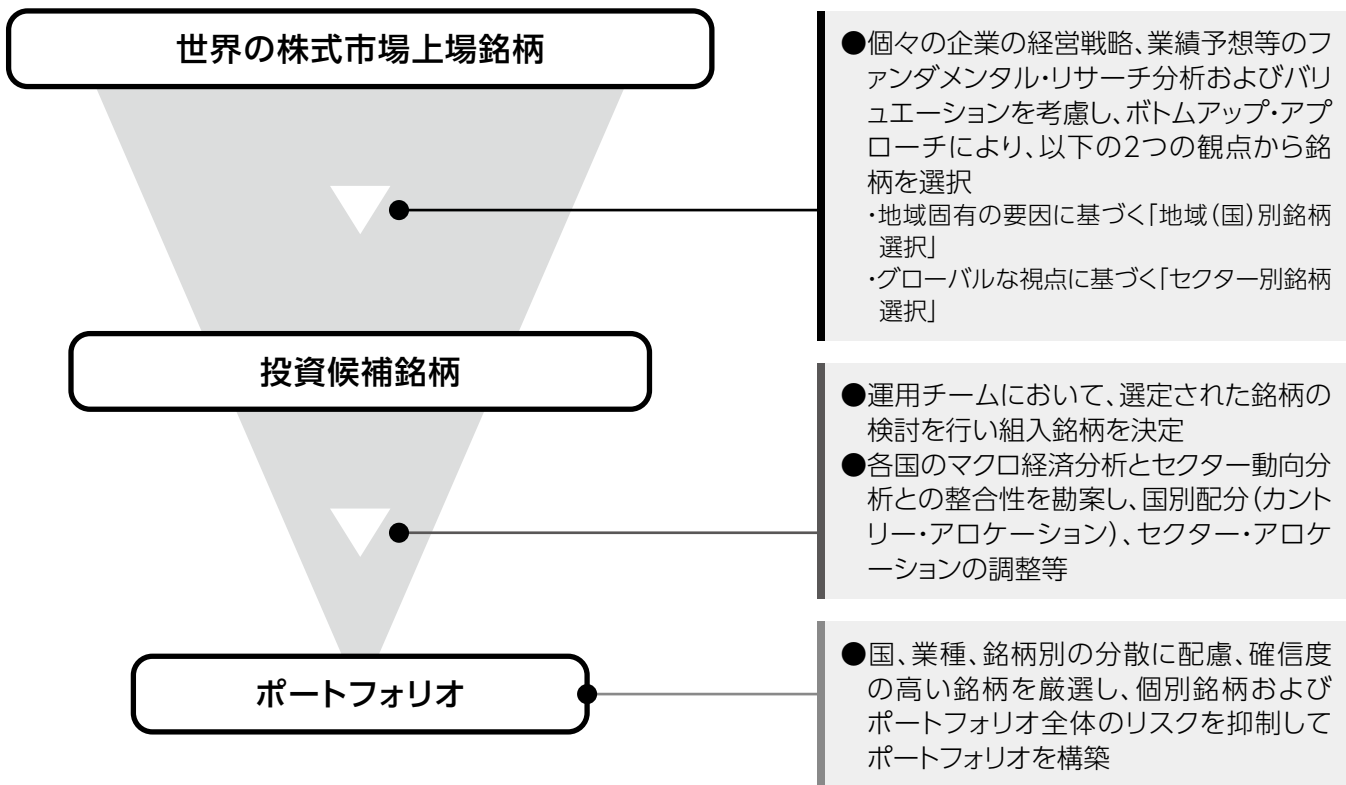 世界の株式市場上場銘柄
●個々の企業の経営戦略、業績予想等のフ
ァンダメンタル・リサーチ分析およびバリ
ュエーションを考慮し、ボトムアップ・アプ
ローチにより、以下の2つの観点から銘
柄を選択
・地域固有の要因に基づく「地域(国)別銘柄
選択」
・グローバルな視点に基づく「セクター別銘柄
選択」
投資候補銘柄
●運用チームにおいて、選定された銘柄の
検討を行い組入銘柄を決定
●各国のマクロ経済分析とセクター動向分
析との整合性を勘案し、国別配分(カント
リー・アロケーション)、セクター・アロケ
ーションの調整等
ポートフォリオ
●国、業種、銘柄別の分散に配慮、確信度
の高い銘柄を厳選し、個別銘柄および
ポートフォリオ全体のリスクを抑制して
ポートフォリオを構築